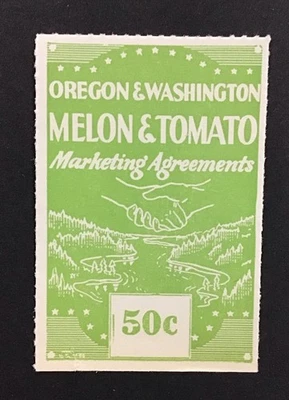 OREGON & WASHINGTON
MELON & TOMATO
Marketing Agreements
50c